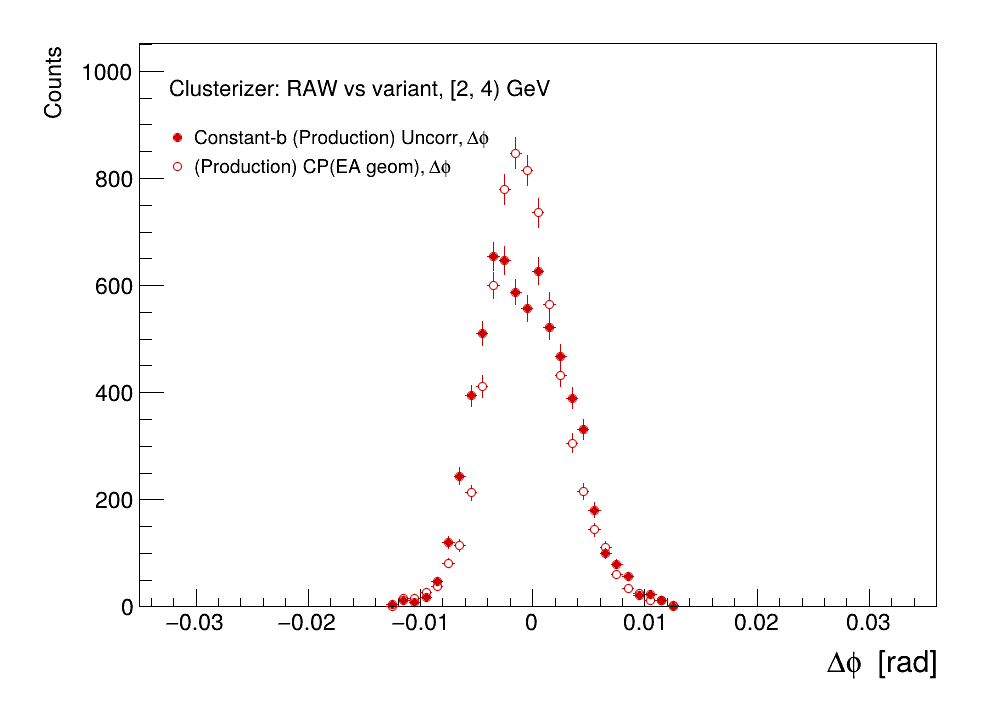 Counts
1000
800
600
400
200
0
Clusterizer: RAW vs variant, [2, 4) GeV
Constant-b (Production) Uncorr, Δϕ
(Production) CP(EA geom), Δϕ
−0.03 −0.02 −0.01 0 0.01 0.02 0.03
Δϕ [rad]